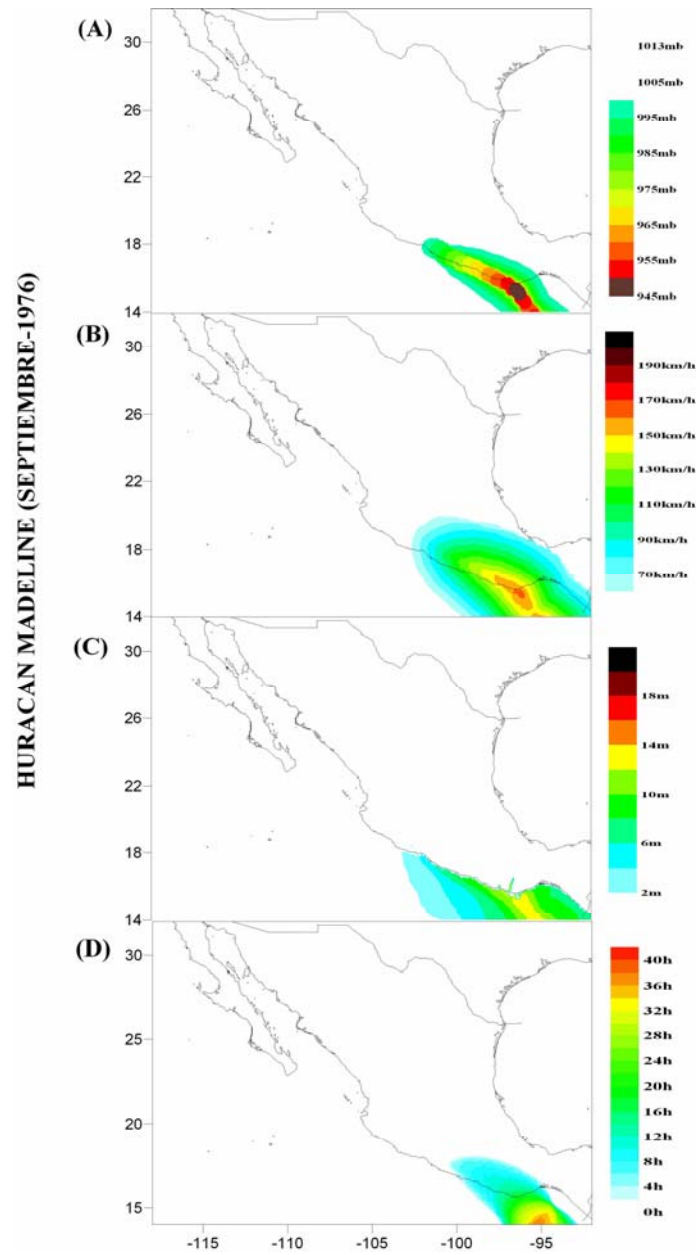 HURACAN MADELINE (SEPTIEMBRE-1976)
(A)
30
26
22
18
14
1013mb
1005mb
995mb
985mb
975mb
965mb
955mb
945mb
(B)
30
26
22
18
14
190km/h
170km/h
150km/h
130km/h
110km/h
90km/h
70km/h
(C)
30
26
22
18
14
18m
14m
10m
6m
2m
(D)
30
25
20
15
40h
36h
32h
28h
24h
20h
16h
12h
8h
4h
0h
-115
-110
-105
-100
-95